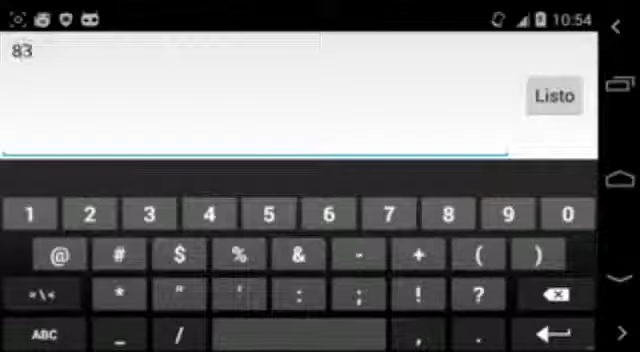 10:54
83
Listo
1 2 3 4 5 6 7 8 9 0
@ # $ % & - + ( )
* " ' : ; ! ?
ABC _ / , .